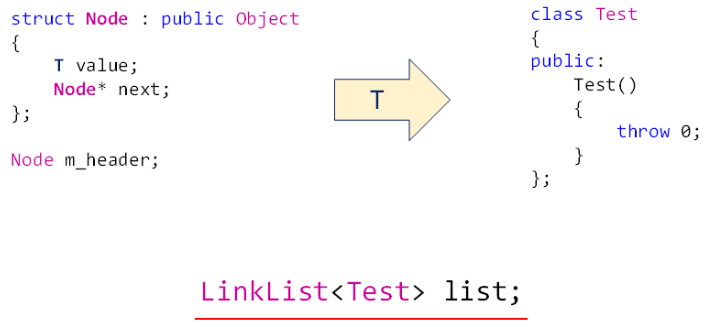 struct Node : public Object
{
    T value;
    Node* next;
};
Node m_header;
T
class Test
{
public:
    Test()
    {
        throw 0;
    }
};
LinkList<Test> list;